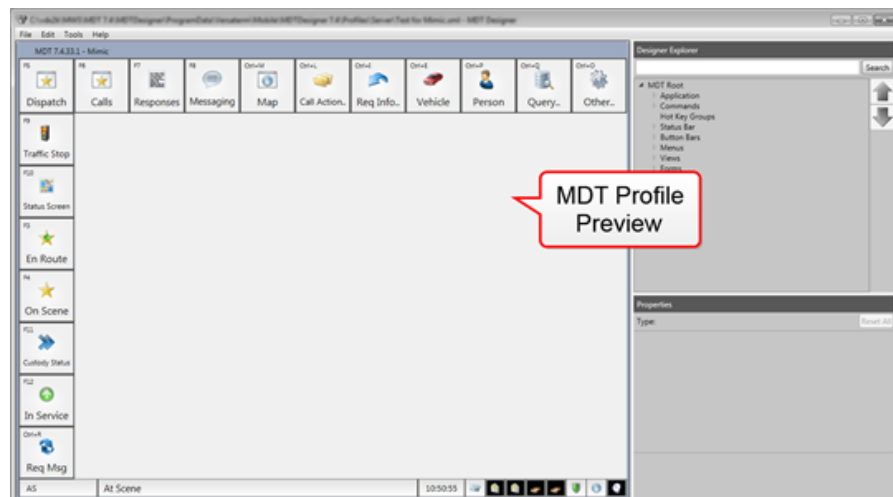 File Edit Tools Help
MDT 7.4.33.1 - Mimic
Designer Explorer
Search
F5 F6 F7 F8 Ctrl+M Ctrl+L Ctrl+I Ctrl+E Ctrl+P Ctrl+Q Ctrl+O
Dispatch Calls Responses Messaging Map Call Action.. Req Info.. Vehicle Person Query.. Other..
MDT Root
Application
Commands
Hot Key Groups
Status Bar
Button Bars
Menus
Views
Forms
F9
Traffic Stop
F10
Status Screen
MDT Profile
Preview
F3
En Route
F4
On Scene
Properties
Type:
Reset All
F11
Custody Status
F12
In Service
Ctrl+R
Req Msg
AS At Scene 10:50:55